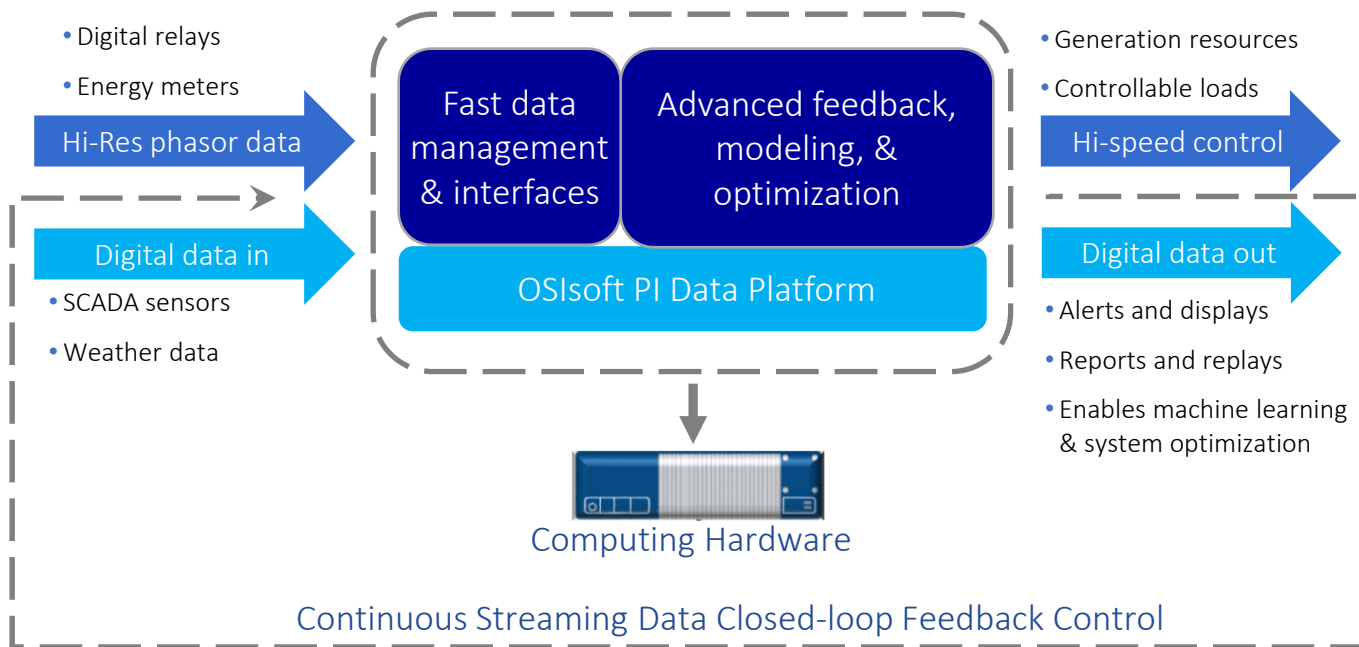 • Digital relays
• Energy meters
Hi-Res phasor data
Digital data in
• SCADA sensors
• Weather data
Fast data
management
& interfaces
Advanced feedback,
modeling, &
optimization
OSIsoft PI Data Platform
• Generation resources
• Controllable loads
Hi-speed control
Digital data out
• Alerts and displays
• Reports and replays
• Enables machine learning
& system optimization
Computing Hardware
Continuous Streaming Data Closed-loop Feedback Control